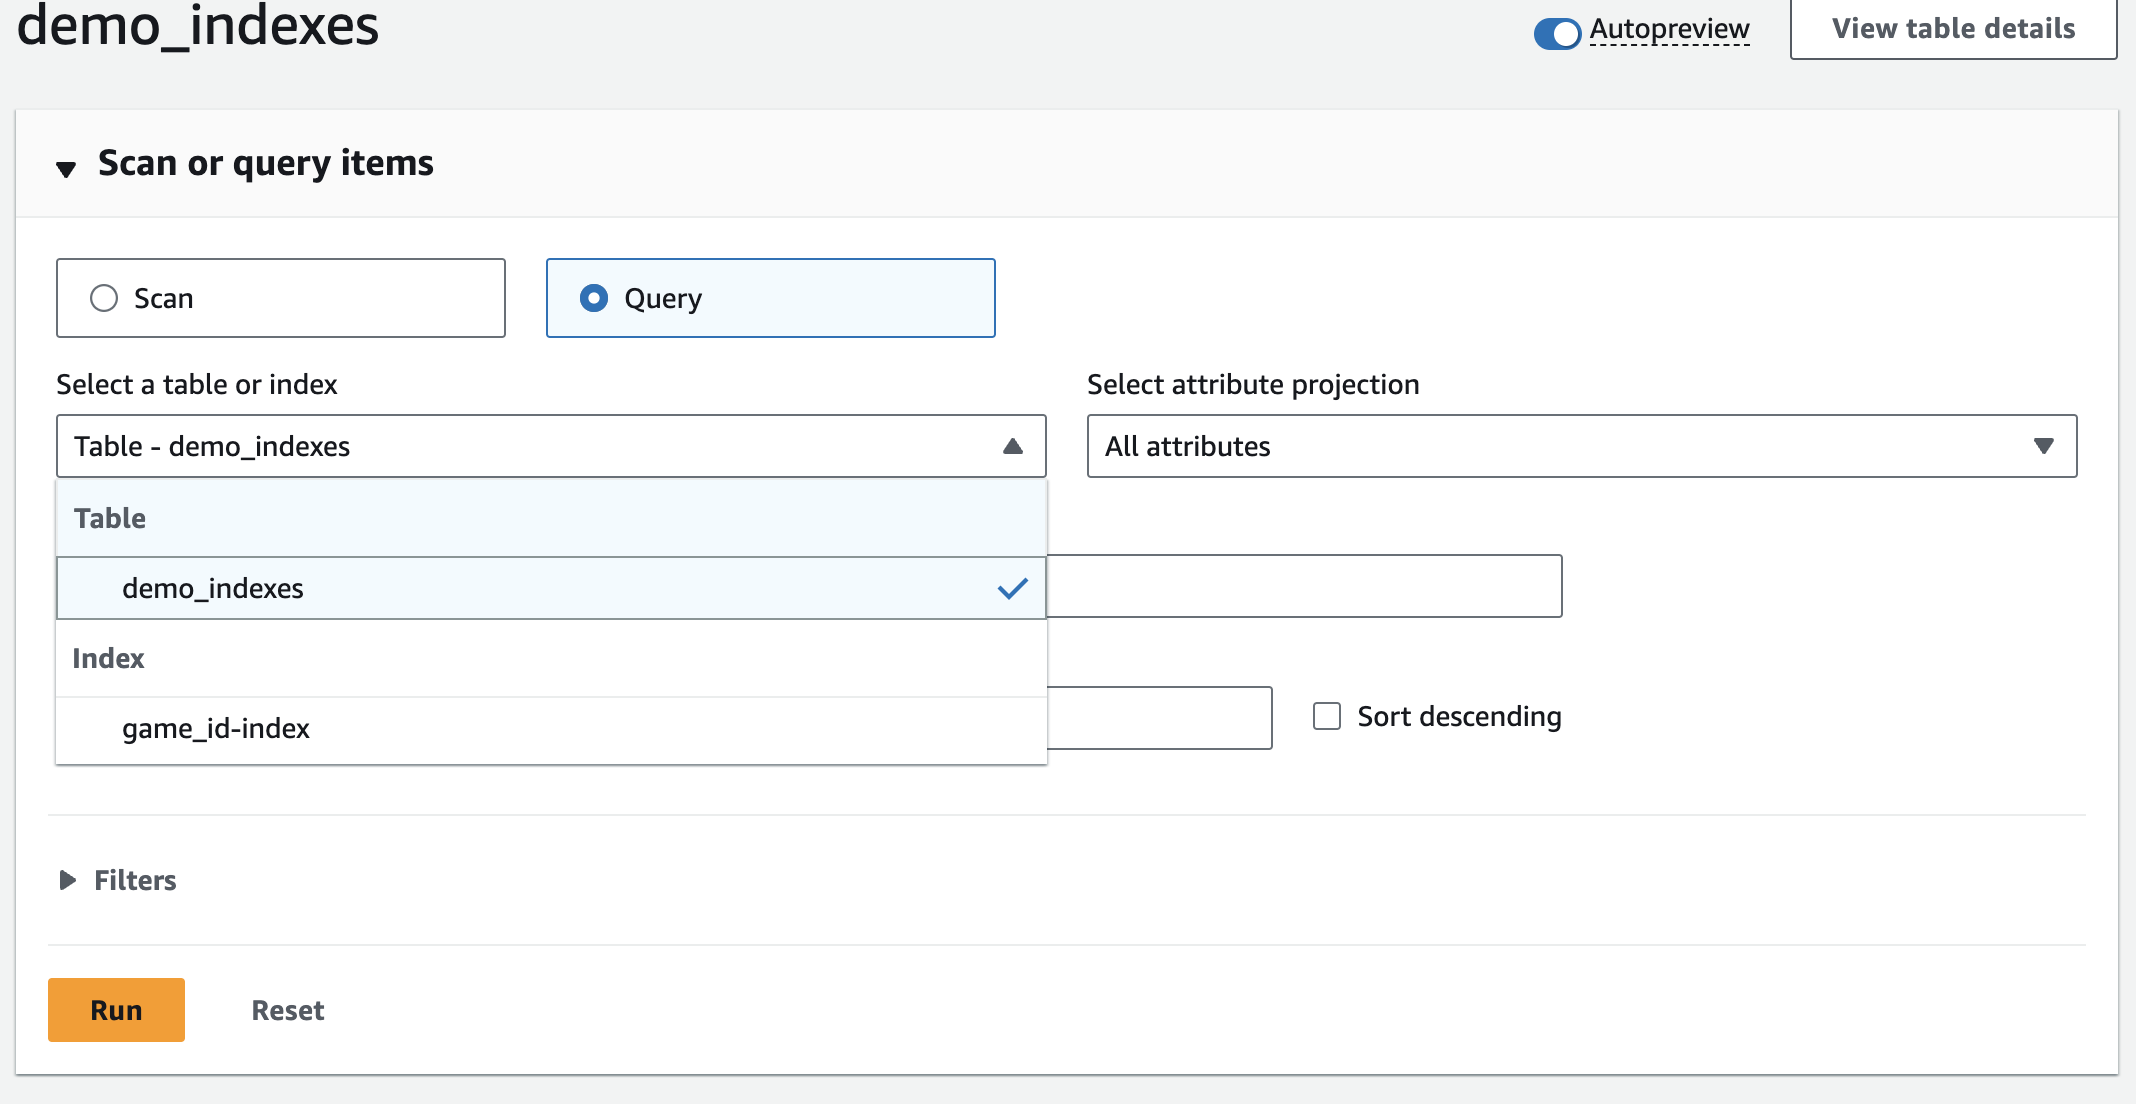 demo_indexes
Autopreview
View table details
Scan or query items
Scan
Query
Select a table or index
Select attribute projection
Table - demo_indexes
All attributes
Table
demo_indexes
Index
game_id-index
Sort descending
Filters
Run
Reset